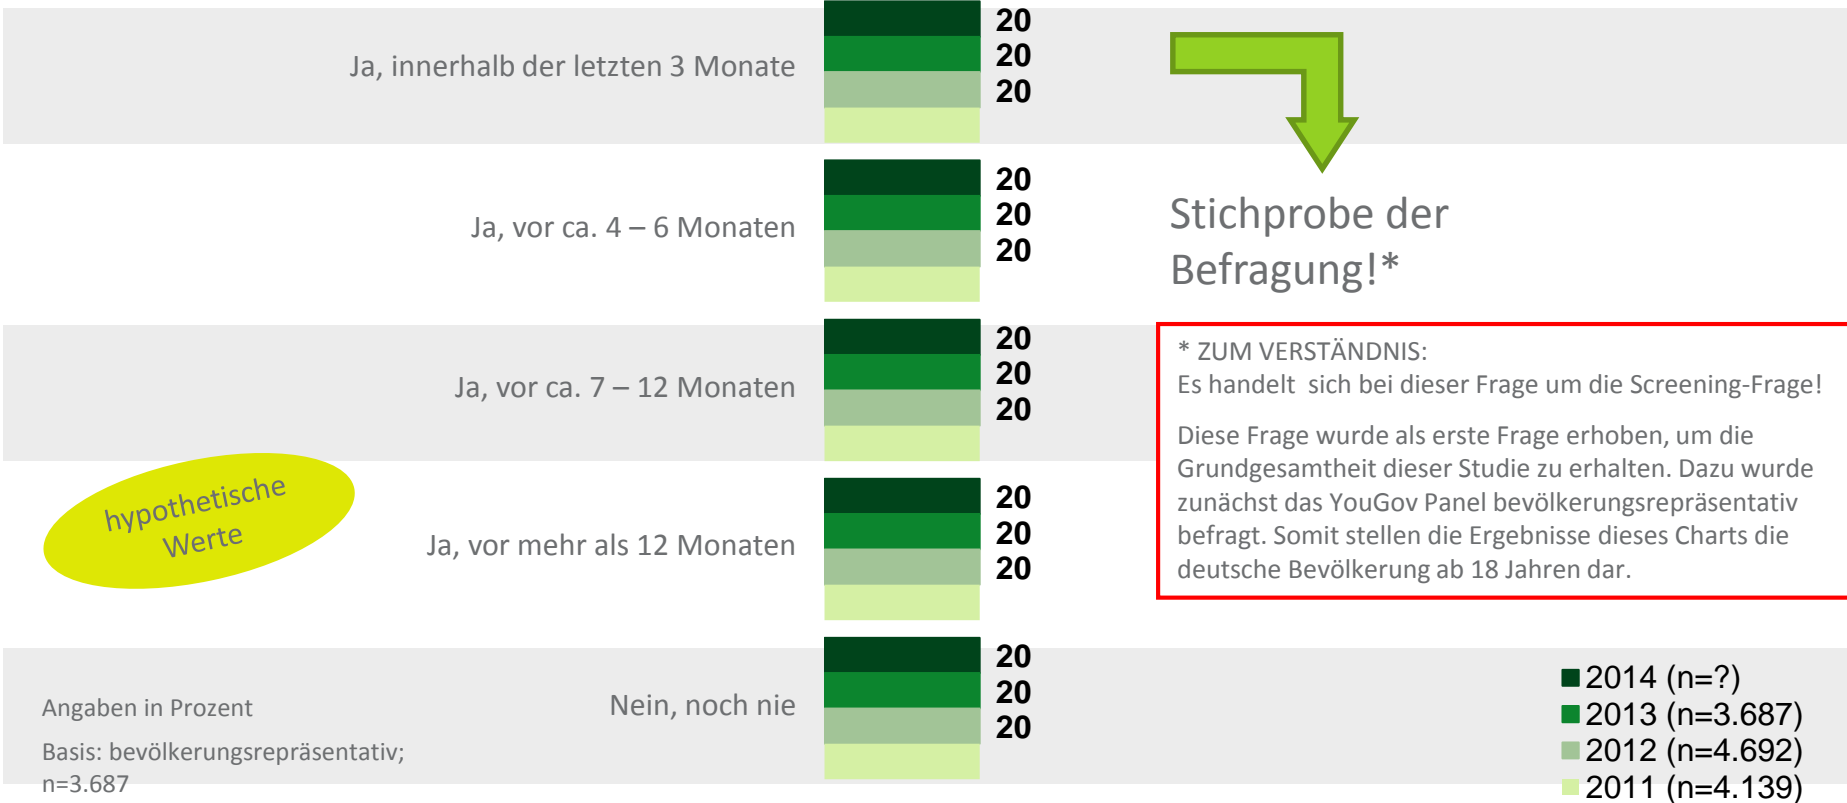 Ja, innerhalb der letzten 3 Monate
20
20
20
Ja, vor ca. 4 – 6 Monaten
20
20
20
Ja, vor ca. 7 – 12 Monaten
20
20
20
Ja, vor mehr als 12 Monaten
20
20
20
Nein, noch nie
20
20
20
hypothetische
Werte
Stichprobe der
Befragung!*
* ZUM VERSTÄNDNIS:
Es handelt sich bei dieser Frage um die Screening-Frage!
Diese Frage wurde als erste Frage erhoben, um die
Grundgesamtheit dieser Studie zu erhalten. Dazu wurde
zunächst das YouGov Panel bevölkerungsrepräsentativ
befragt. Somit stellen die Ergebnisse dieses Charts die
deutsche Bevölkerung ab 18 Jahren dar.
Angaben in Prozent
Basis: bevölkerungsrepräsentativ;
n=3.687
2014 (n=?)
2013 (n=3.687)
2012 (n=4.692)
2011 (n=4.139)